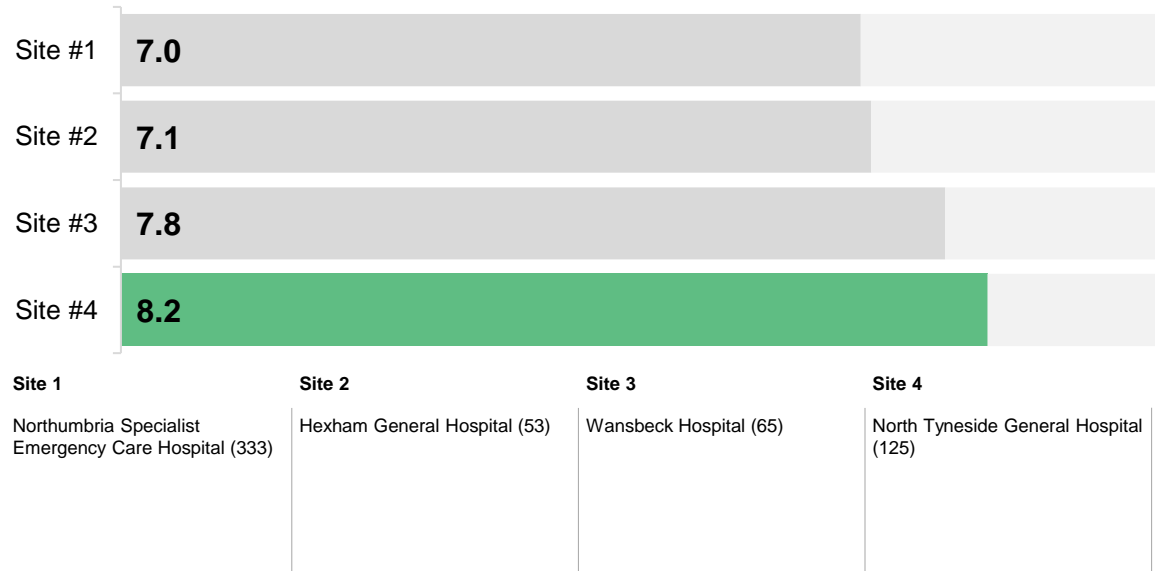 Site #1 7.0
Site #2 7.1
Site #3 7.8
Site #4 8.2
Site 1 Site 2 Site 3 Site 4
Northumbria Specialist
Emergency Care Hospital (333)
Hexham General Hospital (53)
Wansbeck Hospital (65)
North Tyneside General Hospital
(125)